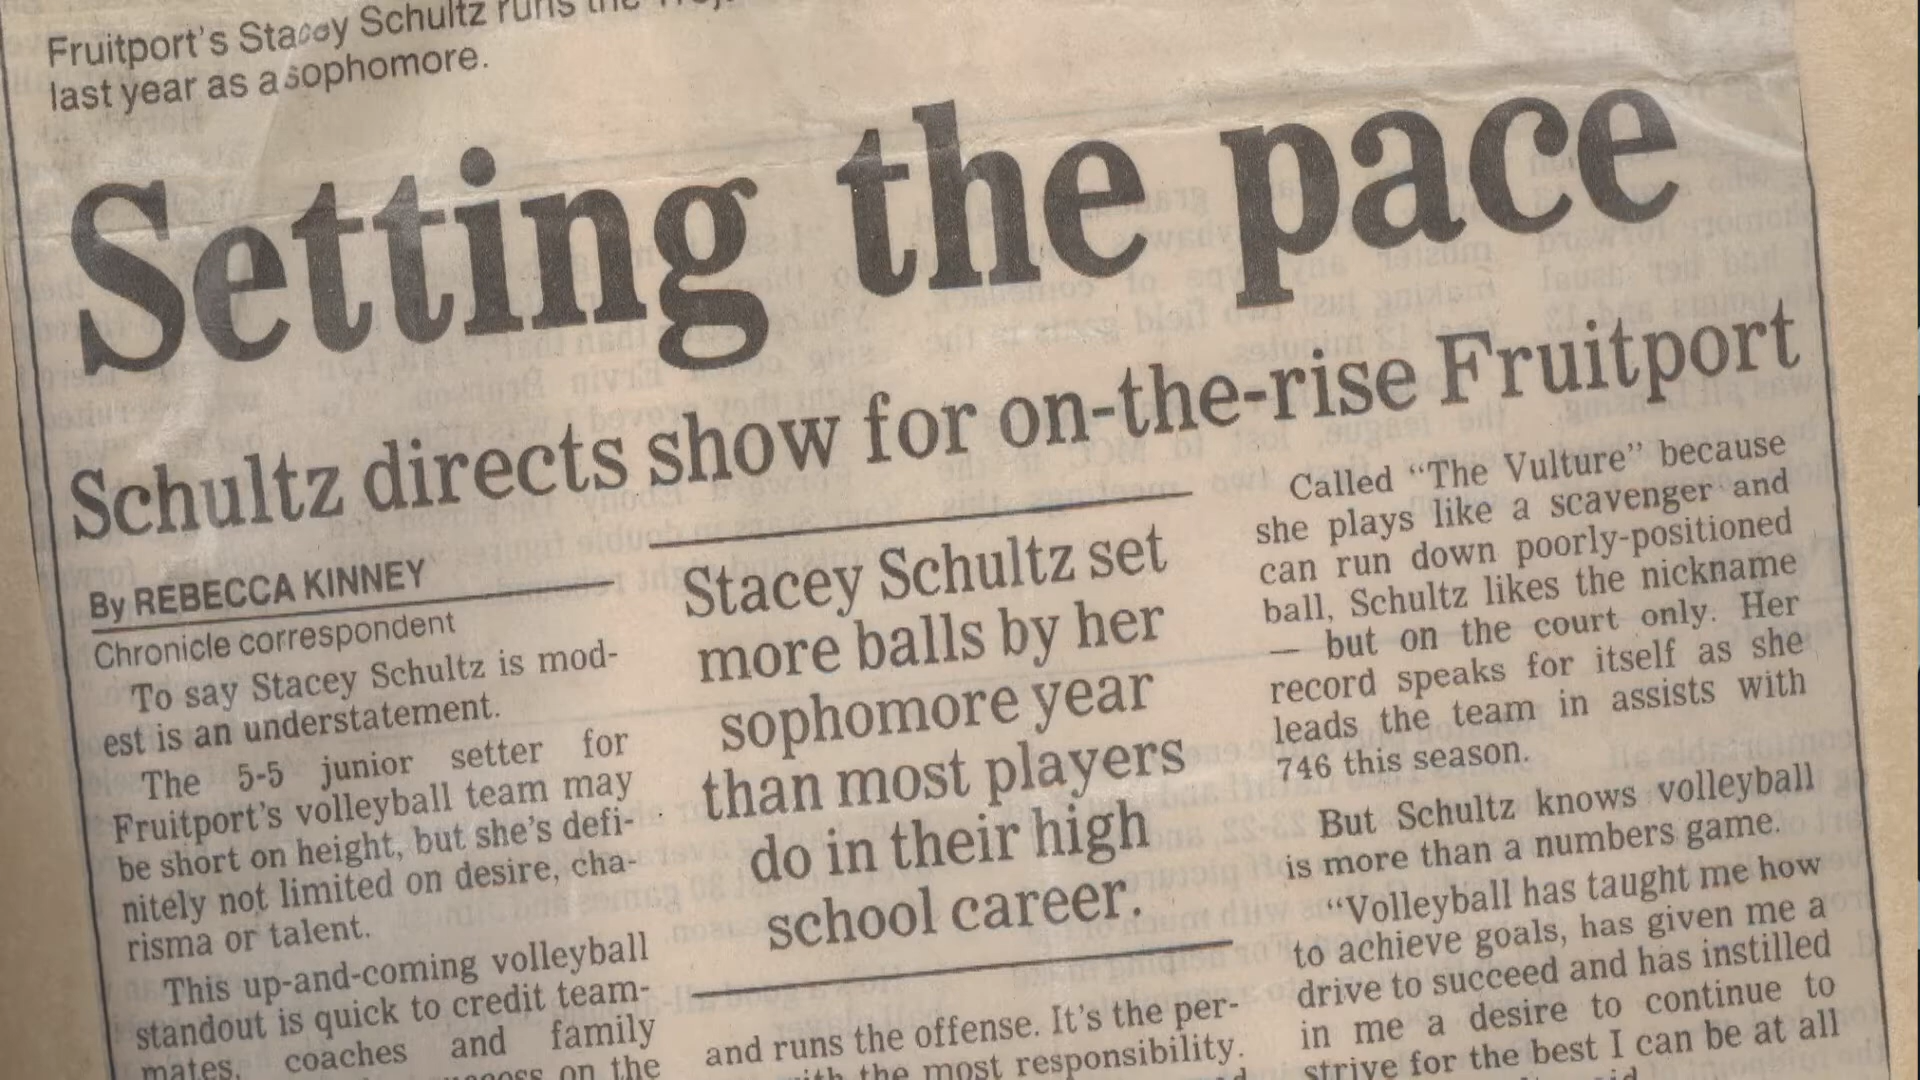 Fruitport's Stacey Schultz runs the
last year as a sophomore.
Setting the pace
Schultz directs show for on-the-rise Fruitport
By REBECCA KINNEY
Chronicle correspondent
To say Stacey Schultz is mod-
est is an understatement.
The 5-5 junior setter for
Fruitport's volleyball team may
be short on height, but she's defi-
nitely not limited on desire, cha-
risma or talent.
This up-and-coming volleyball
standout is quick to credit team-
mates, coaches and family
on the
Stacey Schultz set
more balls by her
sophomore year
than most players
do in their high
school career.
and runs the offense. It's the per-
the most responsibility.
Called “The Vulture” because
she plays like a scavenger and
can run down poorly-positioned
ball, Schultz likes the nickname
— but on the court only. Her
record speaks for itself as she
leads the team in assists with
746 this season.
But Schultz knows volleyball
is more than a numbers game.
“Volleyball has taught me how
to achieve goals, has given me a
drive to succeed and has instilled
in me a desire to continue to
strive for the best I can be at all